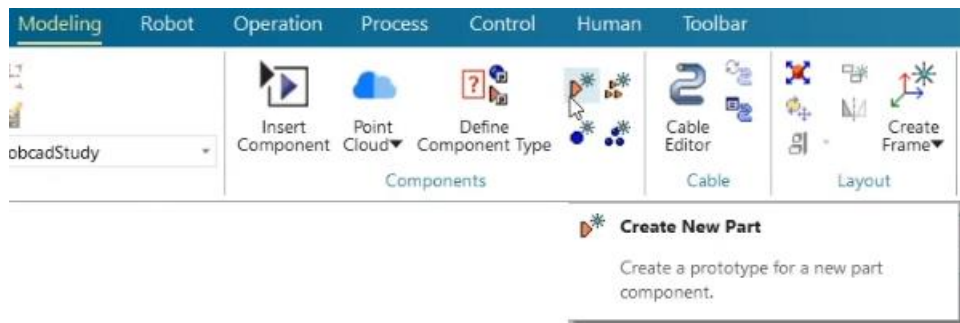 Modeling Robot Operation Process Control Human Toolbar
Insert Component
Point Cloud
Define Component Type
Cable Editor
Create Frame
obcadStudy
Components Cable Layout
Create New Part
Create a prototype for a new part
component.